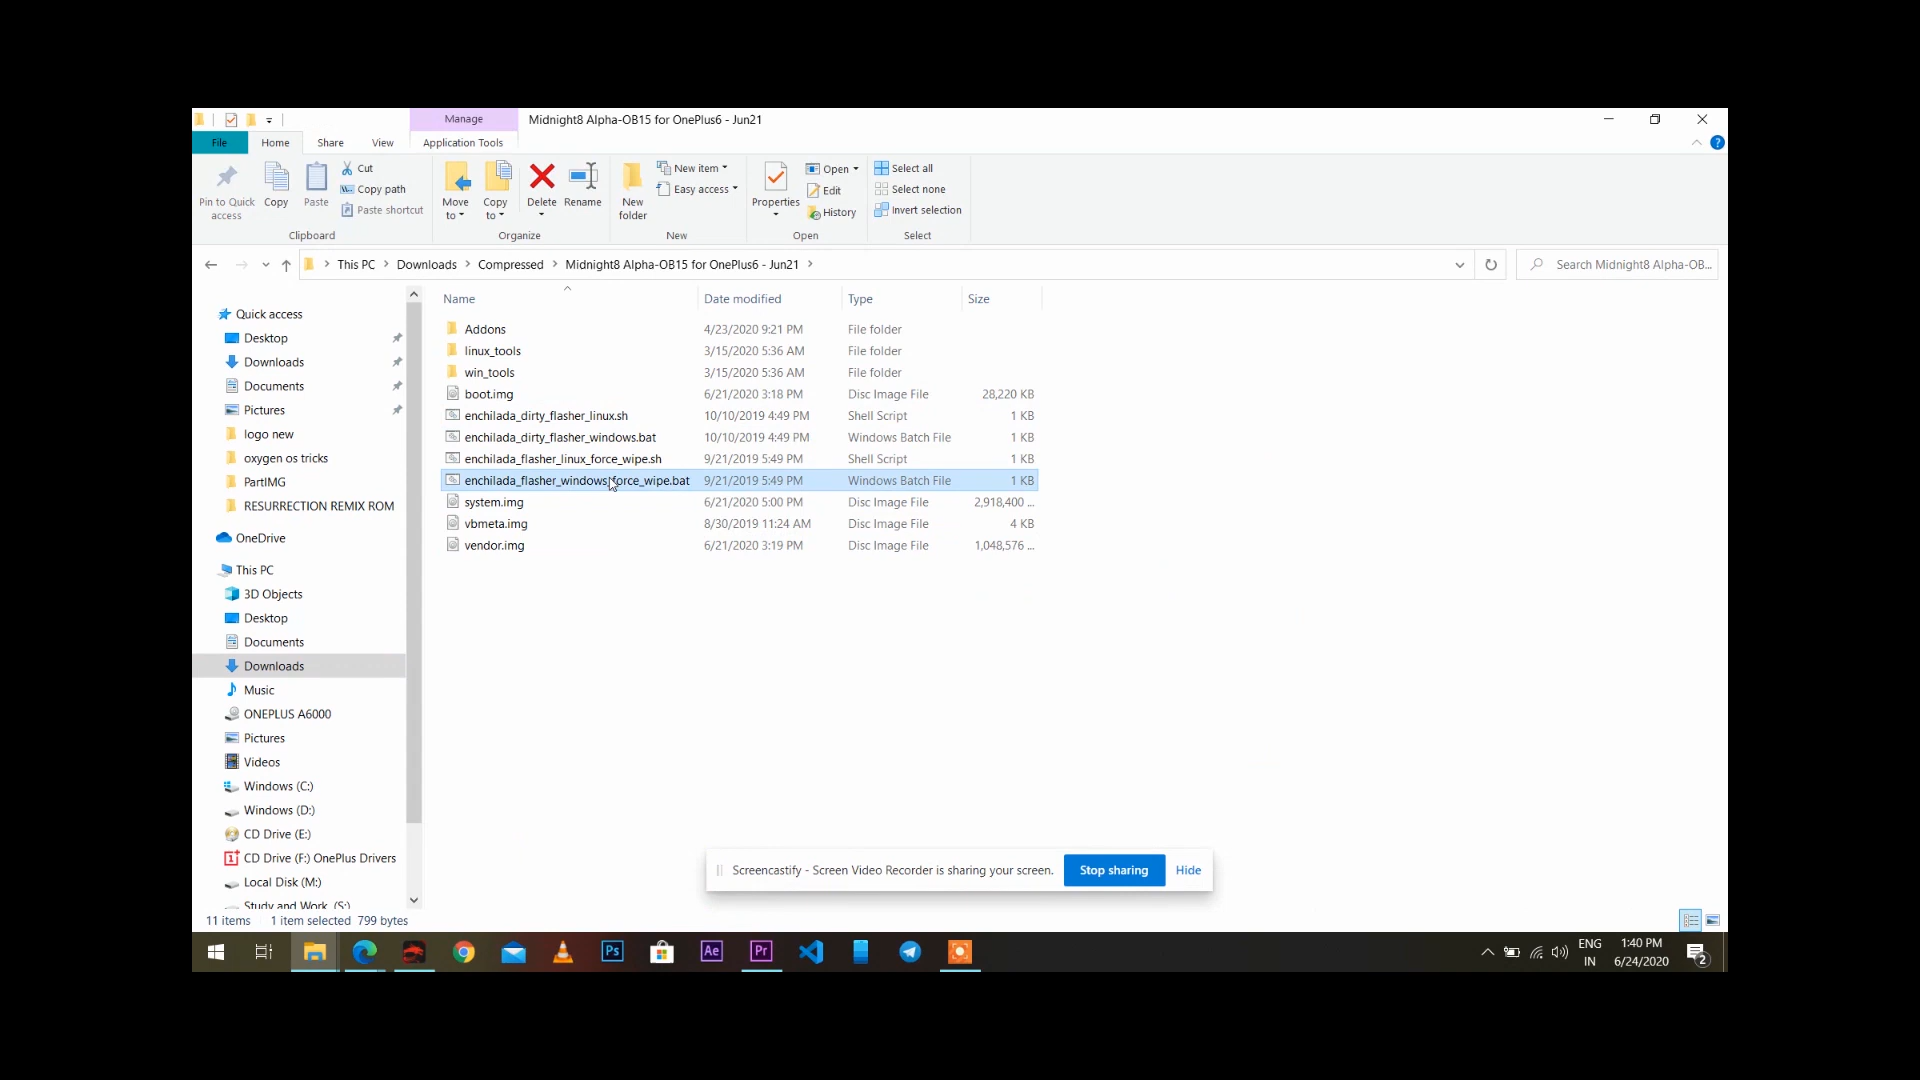 Manage Midnight8 Alpha-OB15 for OnePlus6 - Jun21
File Home Share View Application Tools
Pin to Quick access
Copy
Paste
Cut
Copy path
Paste shortcut
Clipboard
Move to
Copy to
Delete
Rename
Organize
New folder
New item
Easy access
New
Properties
Open
Edit
History
Open
Select all
Select none
Invert selection
Select
This PC Downloads Compressed Midnight8 Alpha-OB15 for OnePlus6 - Jun21
Search Midnight8 Alpha-OB...
Quick access
Desktop
Downloads
Documents
Pictures
logo new
oxygen os tricks
PartIMG
RESURRECTION REMIX ROM
OneDrive
This PC
3D Objects
Desktop
Documents
Downloads
Music
ONEPLUS A6000
Pictures
Videos
Windows (C:)
Windows (D:)
CD Drive (E:)
CD Drive (F:) OnePlus Drivers
Local Disk (M:)
Study and Work (S:)
Name Date modified Type Size
Addons 4/23/2020 9:21 PM File folder
linux_tools 3/15/2020 5:36 AM File folder
win_tools 3/15/2020 5:36 AM File folder
boot.img 6/21/2020 3:18 PM Disc Image File 28,220 KB
enchilada_dirty_flasher_linux.sh 10/10/2019 4:49 PM Shell Script 1 KB
enchilada_dirty_flasher_windows.bat 10/10/2019 4:49 PM Windows Batch File 1 KB
enchilada_flasher_linux_force_wipe.sh 9/21/2019 5:49 PM Shell Script 1 KB
enchilada_flasher_windows_force_wipe.bat 9/21/2019 5:49 PM Windows Batch File 1 KB
system.img 6/21/2020 5:00 PM Disc Image File 2,918,400 ...
vbmeta.img 8/30/2019 11:24 AM Disc Image File 4 KB
vendor.img 6/21/2020 3:19 PM Disc Image File 1,048,576 ...
Screencastify - Screen Video Recorder is sharing your screen. Stop sharing Hide
11 items 1 item selected 799 bytes
Ps Ae Pr
ENG
IN
1:40 PM
6/24/2020
2